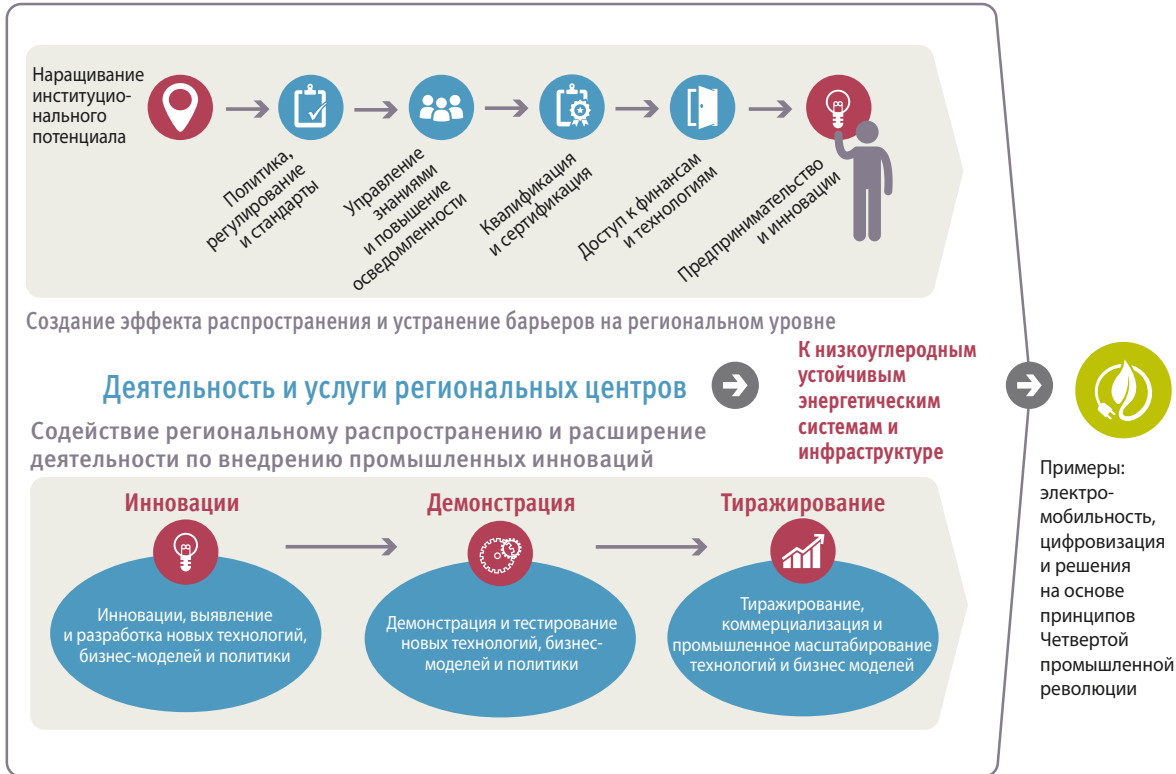 Наращивание
институцио-
нального
потенциала
Политика,
регулирование
и стандарты
Управление
знаниями
и повышение
осведомленности
Квалификация
и сертификация
Доступ к финансам
и технологиям
Предпринимательство
и инновации
Создание эффекта распространения и устранение барьеров на региональном уровне
Деятельность и услуги региональных центров
К низкоуглеродным
устойчивым
энергетическим
системам и
инфраструктуре
Содействие региональному распространению и расширение
деятельности по внедрению промышленных инноваций
Примеры:
электро-
мобильность,
цифровизация
и решения
на основе
принципов
Четвертой
промышленной
революции
Инновации
Инновации, выявление
и разработка новых технологий,
бизнес-моделей и политики
Демонстрация
Демонстрация и тестирование
новых технологий, бизнес-
моделей и политики
Тиражирование
Тиражирование,
коммерциализация и
промышленное масштабирование
технологий и бизнес моделей